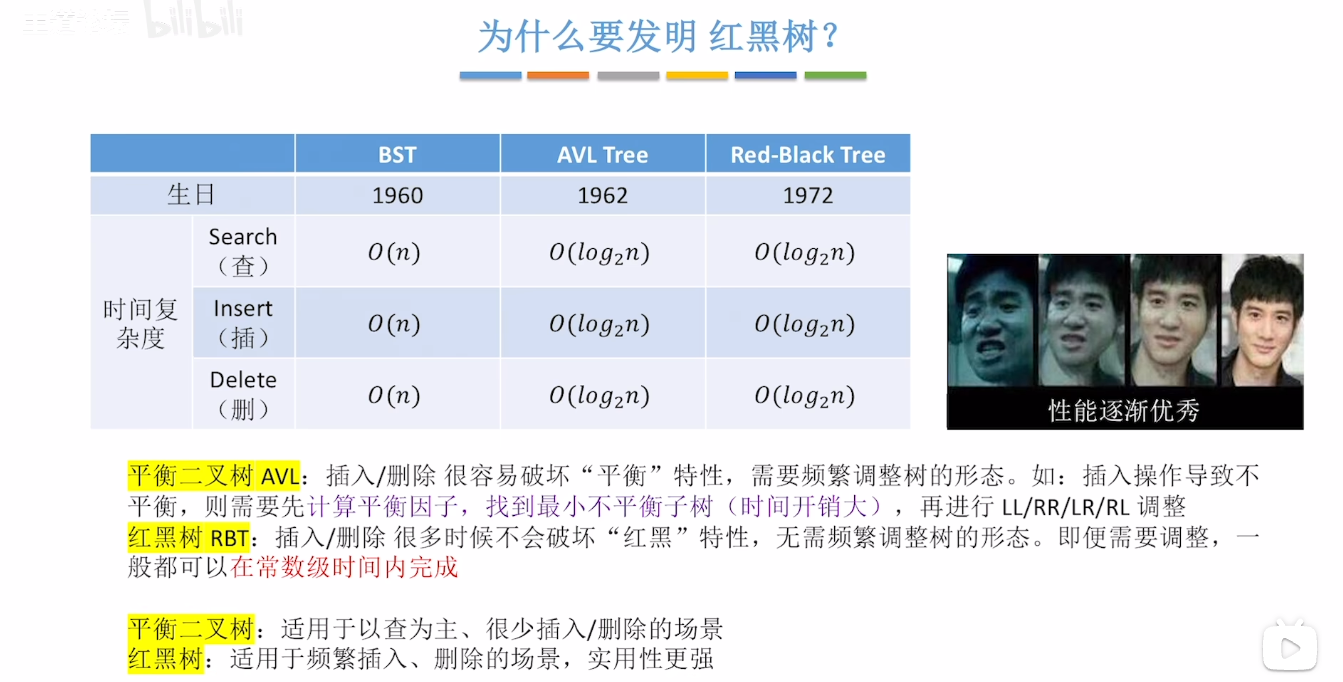 bilibili
为什么要发明 红黑树？
BST AVL Tree Red-Black Tree
生日 1960 1962 1972
时间复杂度
Search（查） O(n) O(log₂n) O(log₂n)
Insert（插） O(n) O(log₂n) O(log₂n)
Delete（删） O(n) O(log₂n) O(log₂n)
性能逐渐优秀
平衡二叉树 AVL：插入/删除 很容易破坏“平衡”特性，需要频繁调整树的形态。如：插入操作导致不
平衡，则需要先计算平衡因子，找到最小不平衡子树（时间开销大），再进行 LL/RR/LR/RL 调整
红黑树 RBT：插入/删除 很多时候不会破坏“红黑”特性，无需频繁调整树的形态。即便需要调整，一
般都可以在常数级时间内完成
平衡二叉树：适用于以查为主、很少插入/删除的场景
红黑树：适用于频繁插入、删除的场景，实用性更强